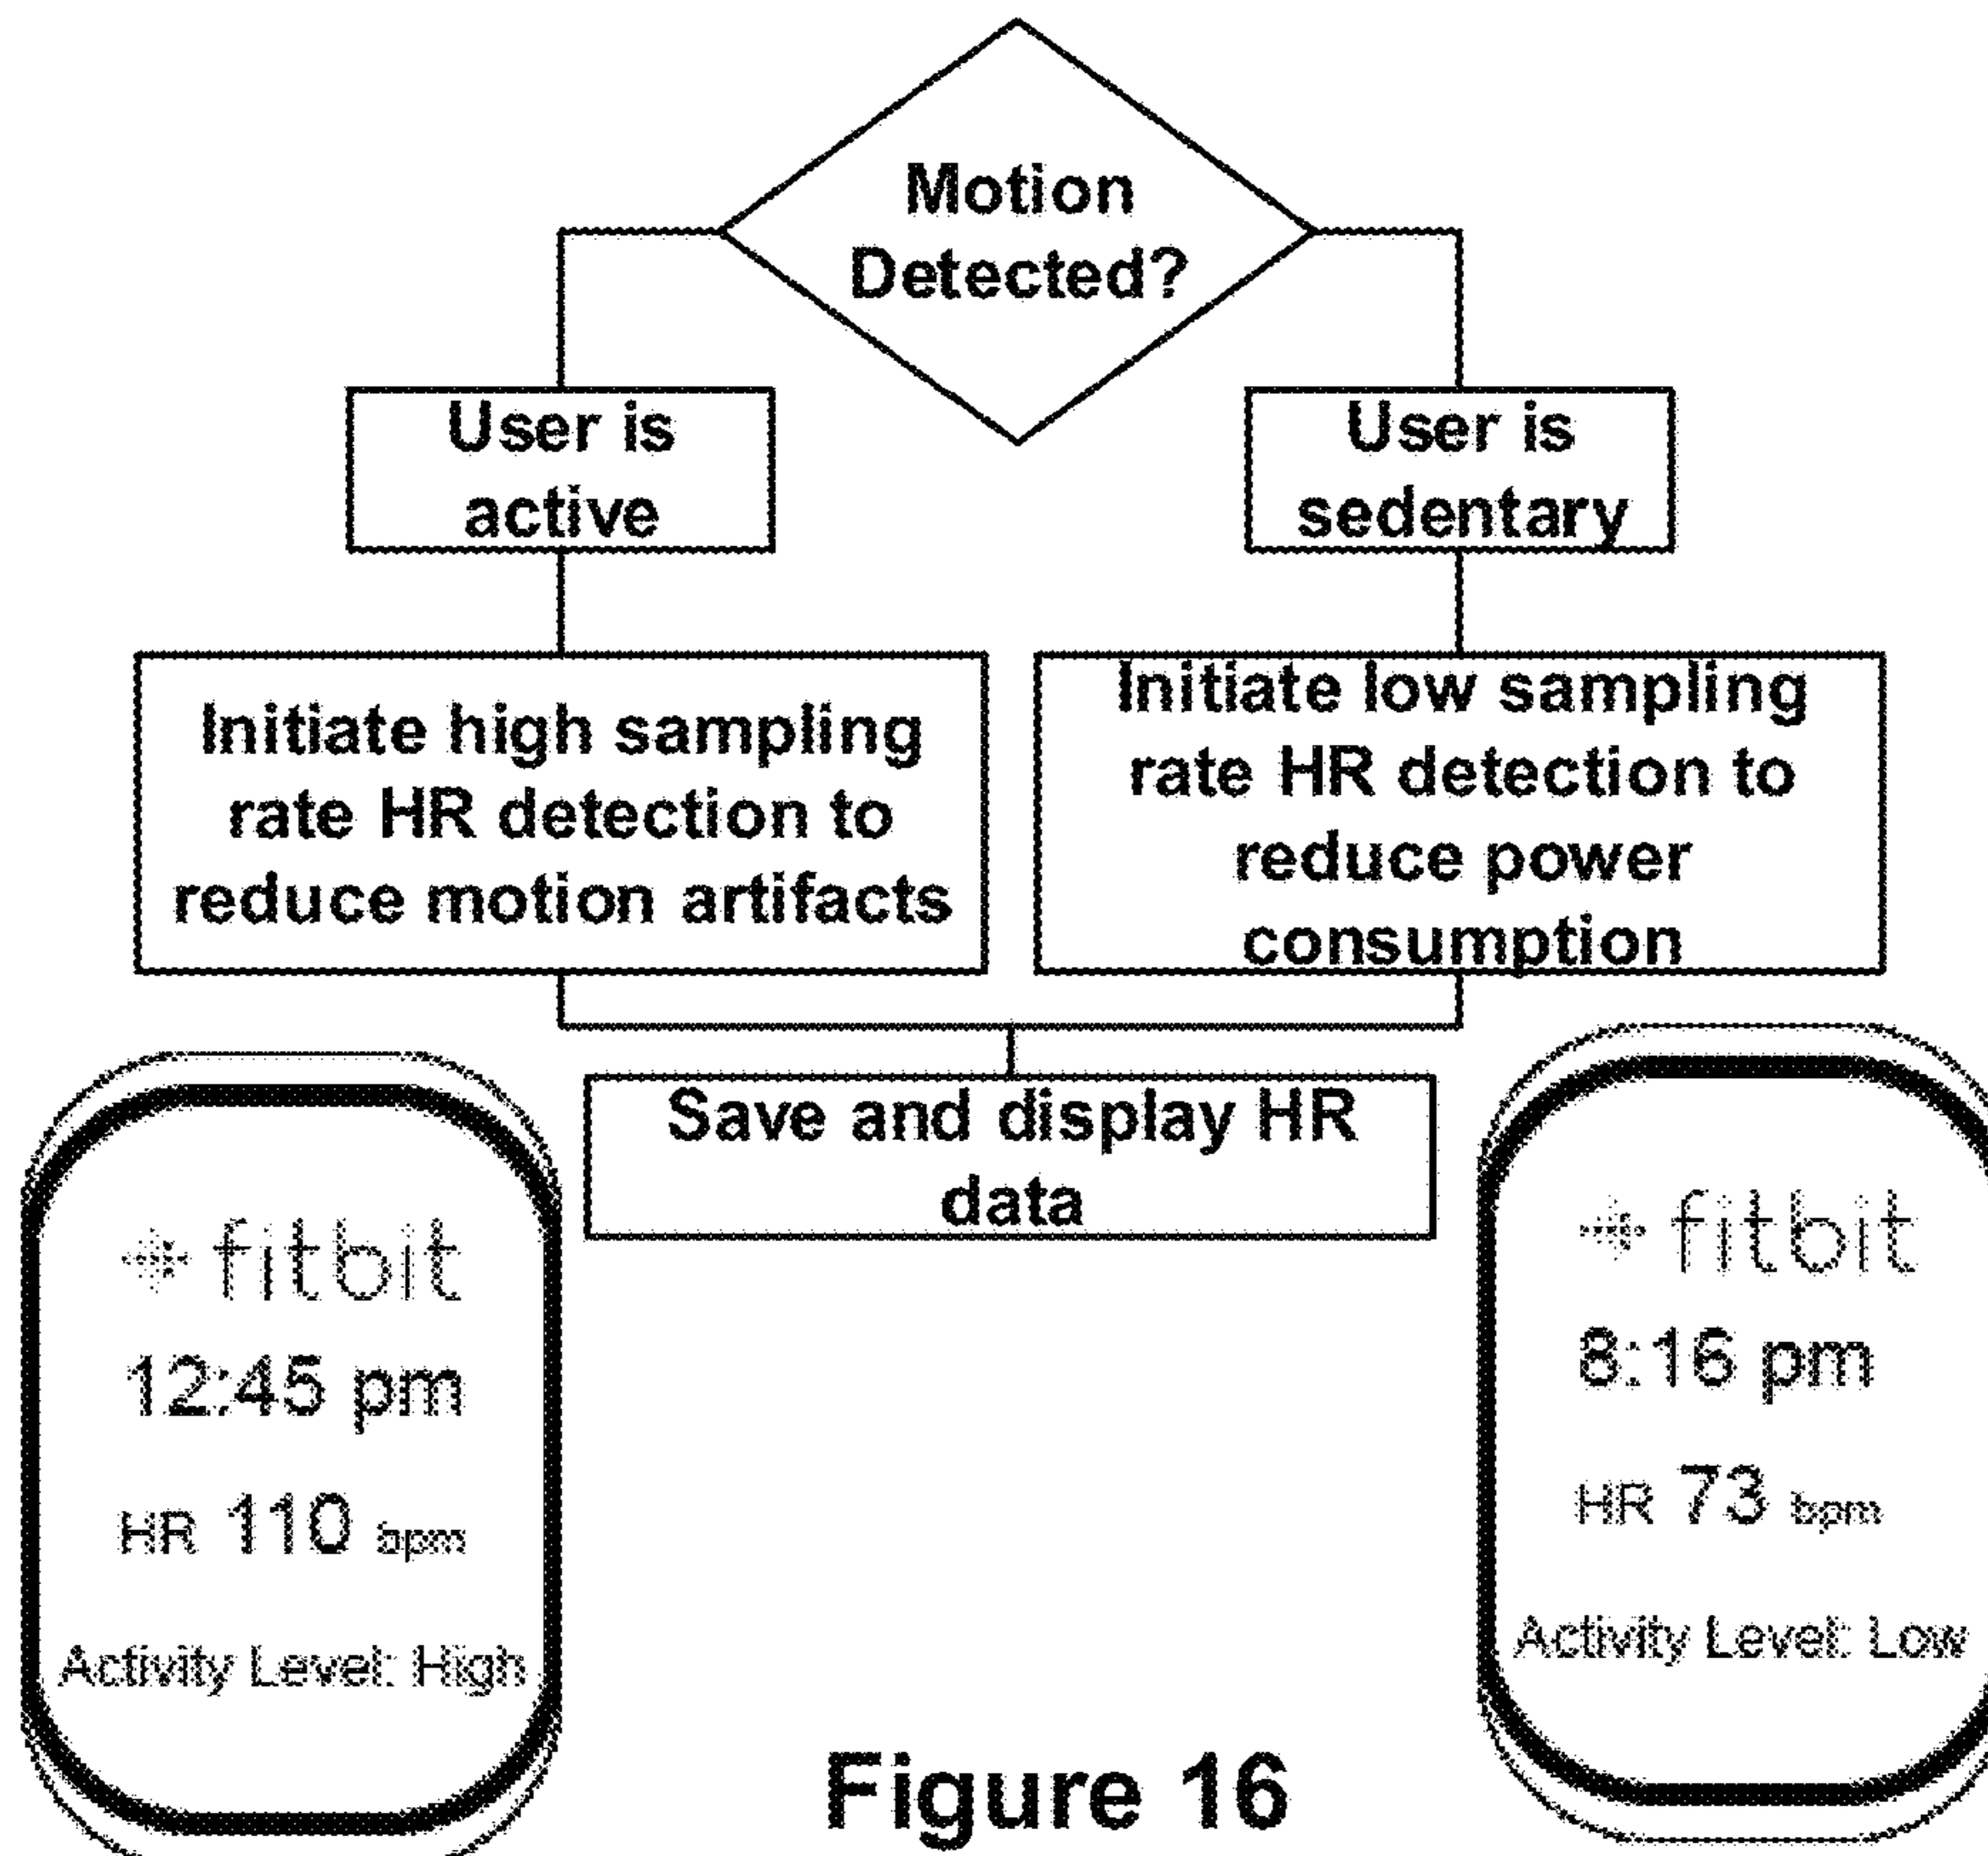 Motion
Detected?
User is
active
User is
sedentary
Initiate high sampling
rate HR detection to
reduce motion artifacts
Initiate low sampling
rate HR detection to
reduce power
consumption
Save and display HR
data
fitbit
12:45 pm
HR 110 bpm
Activity Level: High
fitbit
8:16 pm
HR 73 bpm
Activity Level: Low
Figure 16